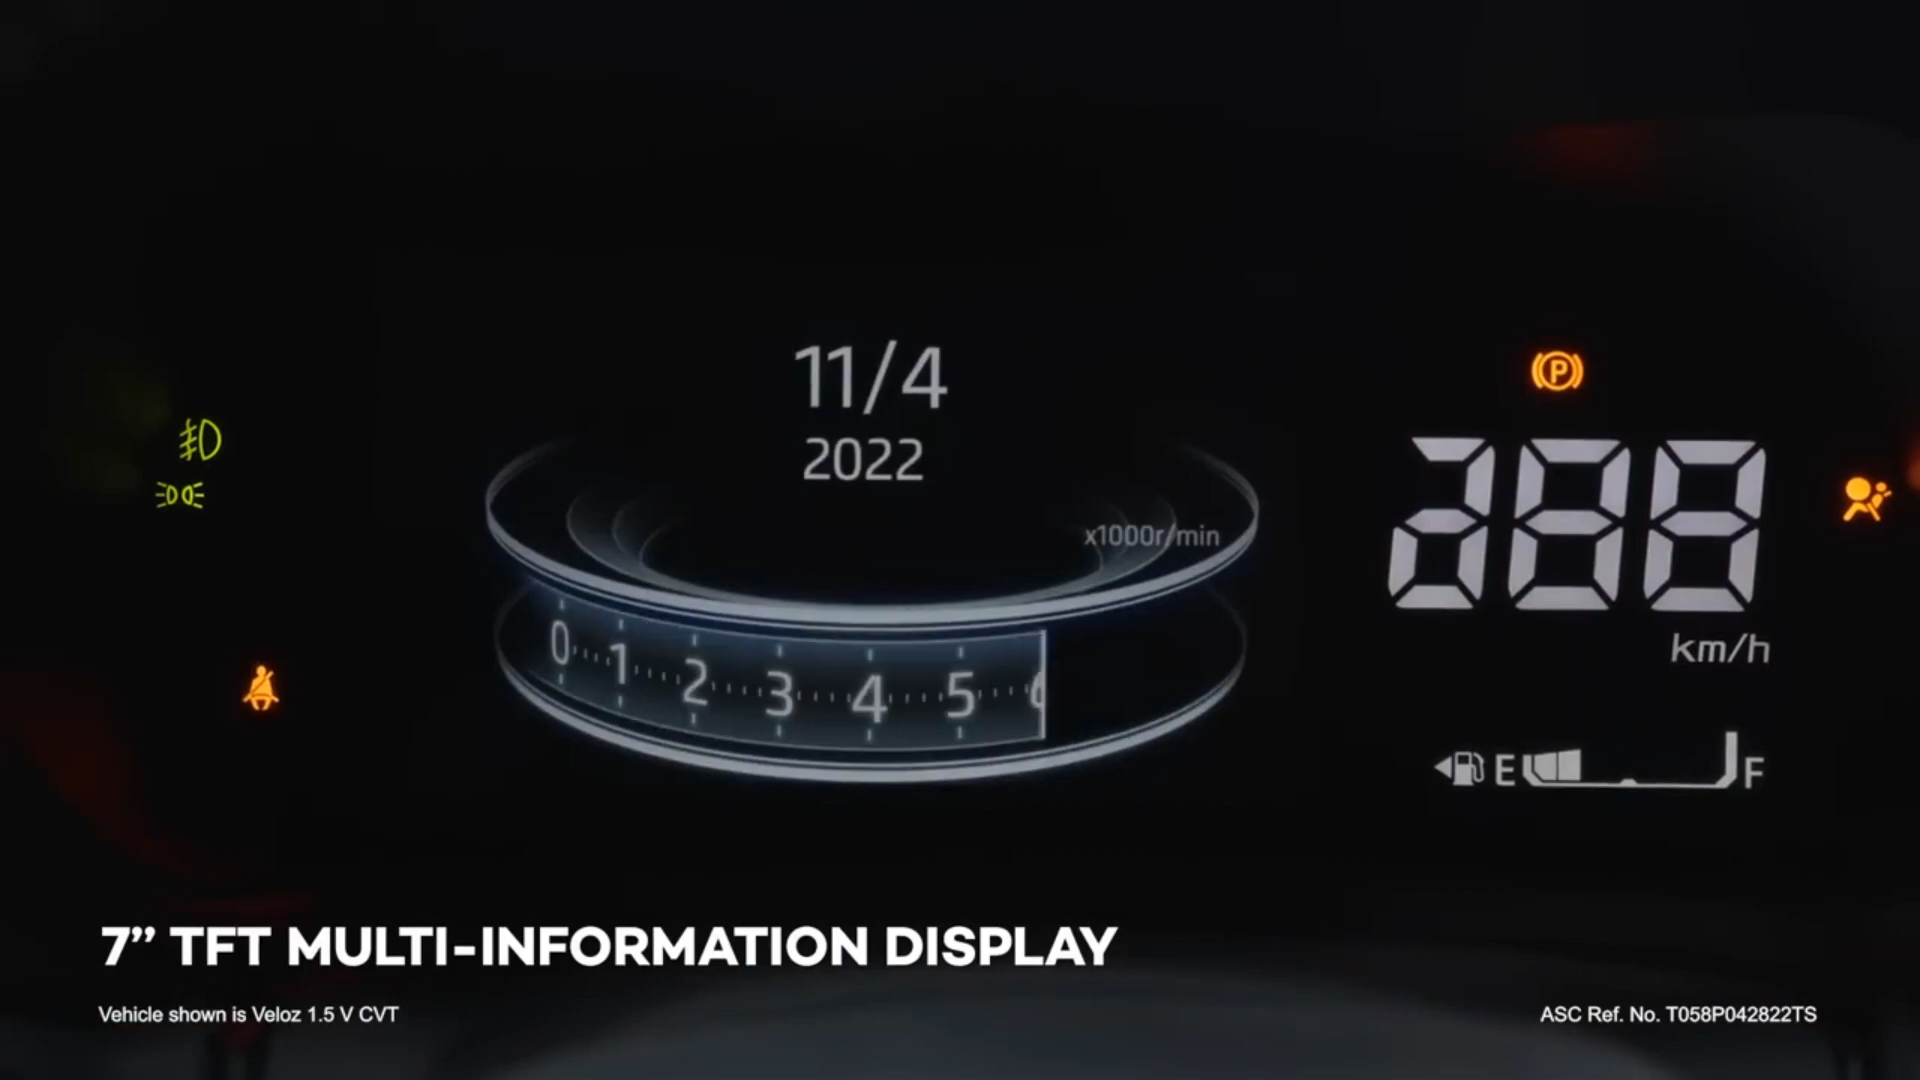 11/4
2022
x1000r/min
0 1 2 3 4 5
P
288
km/h
E F
7” TFT MULTI-INFORMATION DISPLAY
Vehicle shown is Veloz 1.5 V CVT
ASC Ref. No. T058P042822TS